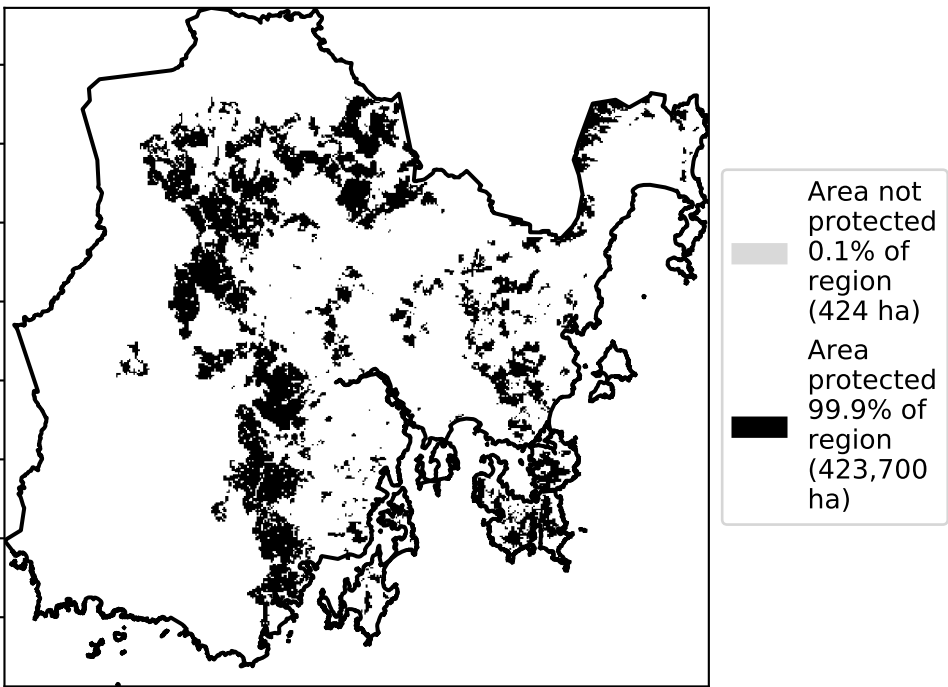 Area not
protected
0.1% of
region
(424 ha)
Area
protected
99.9% of
region
(423,700
ha)